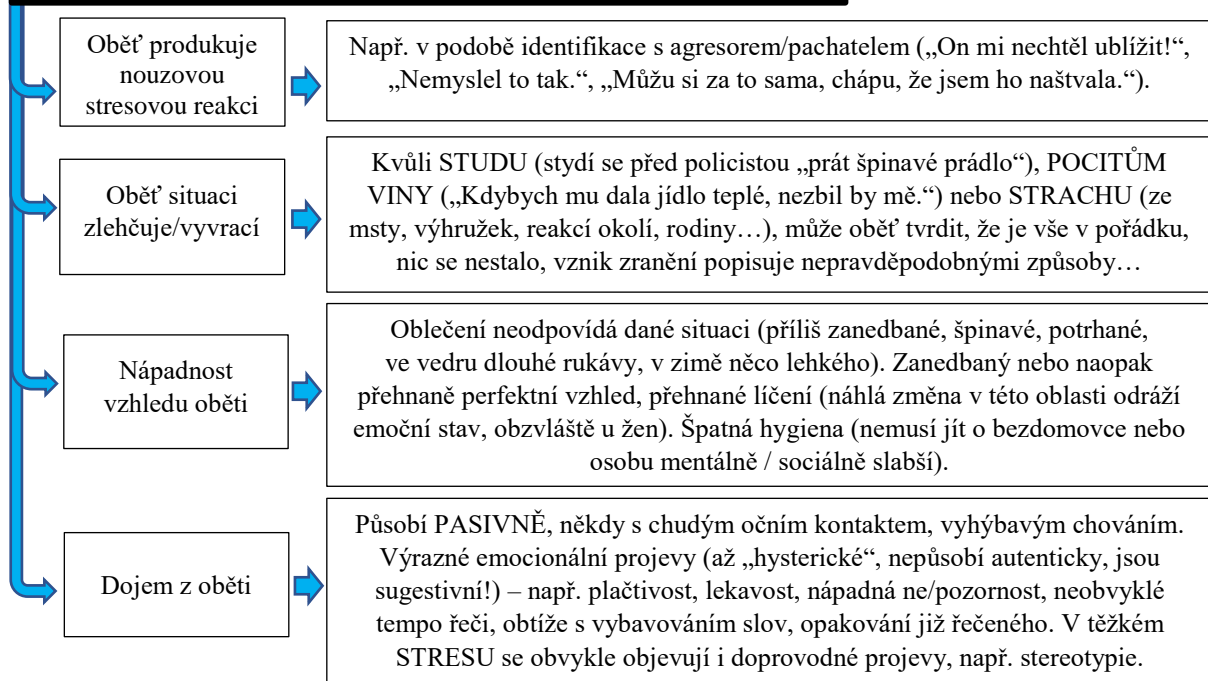 Oběť produkuje
nouzovou
stresovou reakci
Např. v podobě identifikace s agresorem/pachatelem („On mi nechtěl ublížit!“,
„Nemyslel to tak.“, „Můžu si za to sama, chápu, že jsem ho naštvala.“).
Oběť situaci
zlehčuje/vyvrací
Kvůli STUDU (stydí se před policistou „prát špinavé prádlo“), POCITŮM
VINY („Kdybych mu dala jídlo teplé, nezbil by mě.“) nebo STRACHU (ze
msty, výhružek, reakcí okolí, rodiny…), může oběť tvrdit, že je vše v pořádku,
nic se nestalo, vznik zranění popisuje nepravděpodobnými způsoby…
Nápadnost
vzhledu oběti
Oblečení neodpovídá dané situaci (příliš zanedbané, špinavé, potrhané,
ve vedru dlouhé rukávy, v zimě něco lehkého). Zanedbaný nebo naopak
přehnaně perfektní vzhled, přehnané líčení (náhlá změna v této oblasti odráží
emoční stav, obzvláště u žen). Špatná hygiena (nemusí jít o bezdomovce nebo
osobu mentálně / sociálně slabší).
Dojem z oběti
Působí PASIVNĚ, někdy s chudým očním kontaktem, vyhýbavým chováním.
Výrazné emocionální projevy (až „hysterické“, nepůsobí autenticky, jsou
sugestivní!) – např. plačtivost, lekavost, nápadná ne/pozornost, neobvyklé
tempo řeči, obtíže s vybavováním slov, opakování již řečeného. V těžkém
STRESU se obvykle objevují i doprovodné projevy, např. stereotypie.